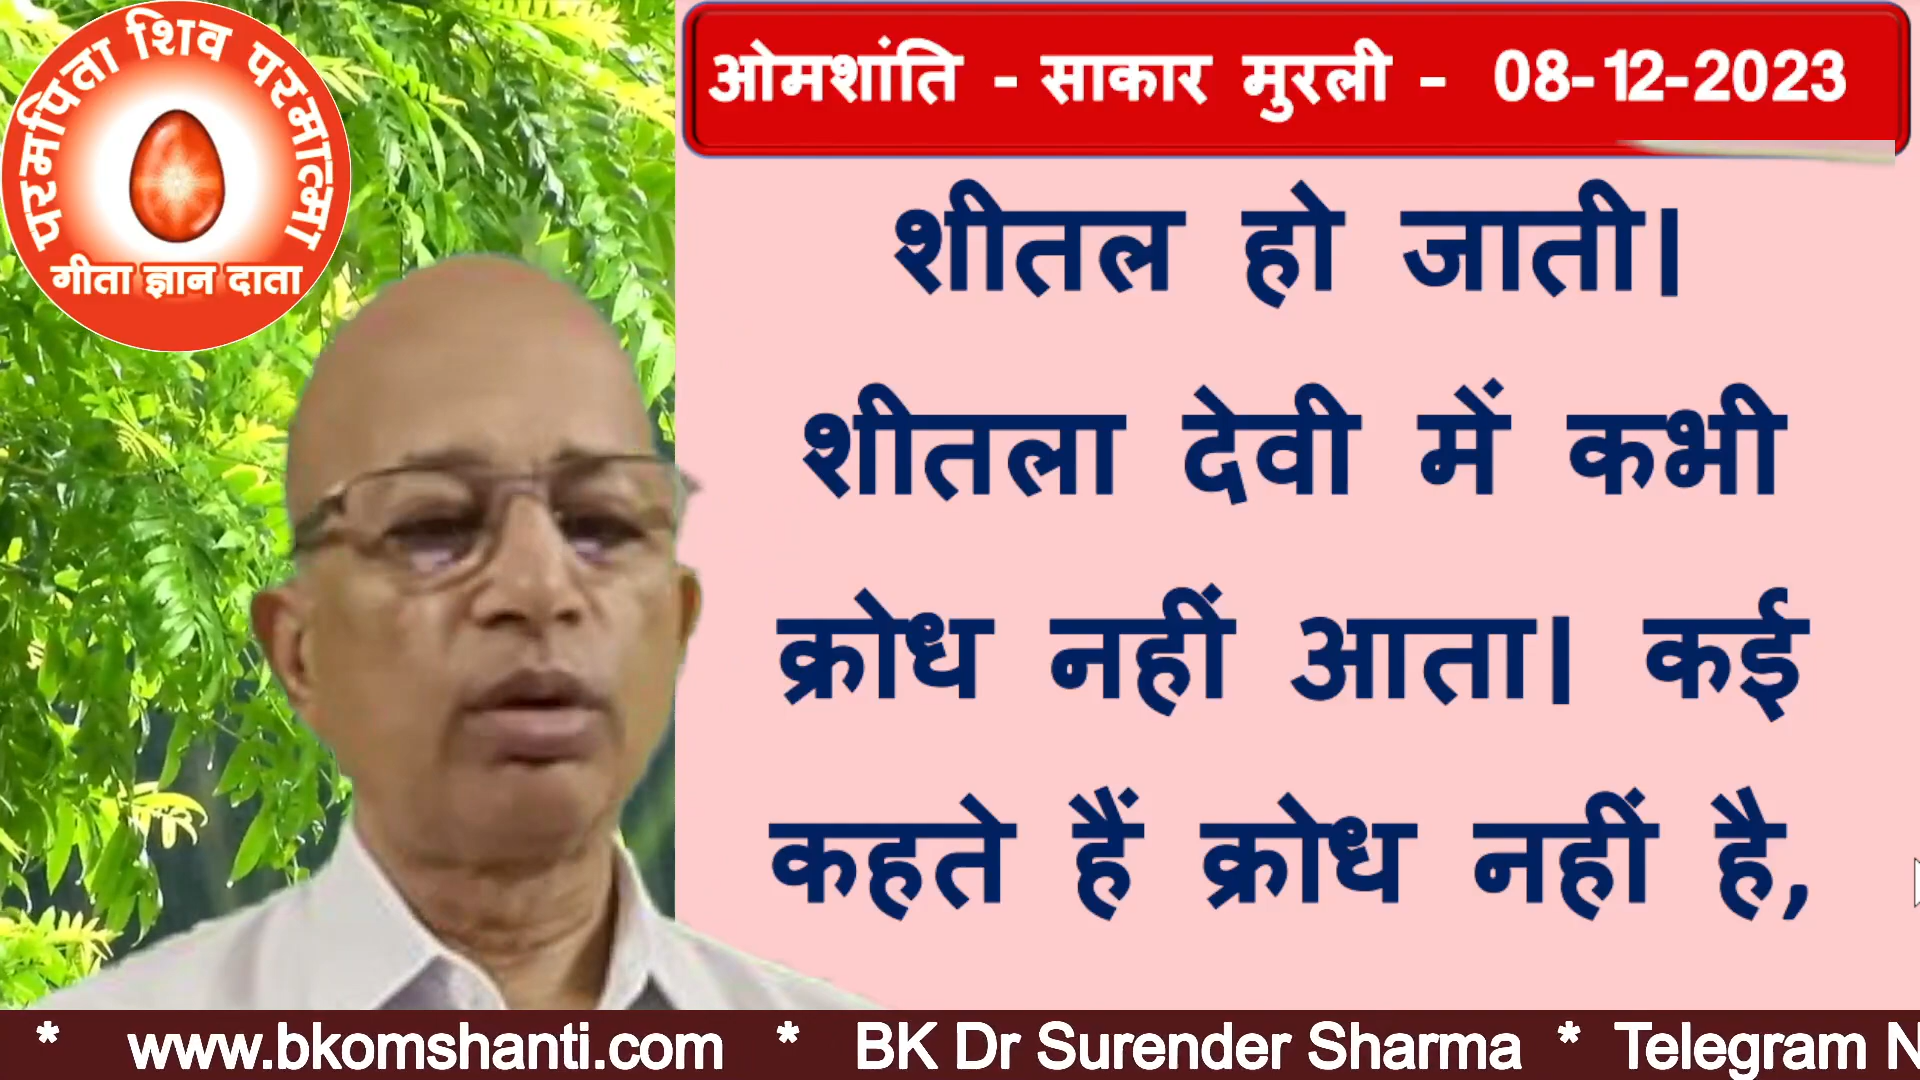 परमपिता शिव परमात्मा
गीता ज्ञान दाता
ओमशांति - साकार मुरली - 08-12-2023
शीतल हो जाती।
शीतला देवी में कभी
क्रोध नहीं आता। कई
कहते हैं क्रोध नहीं है,
* www.bkomshanti.com * BK Dr Surender Sharma * Telegram N